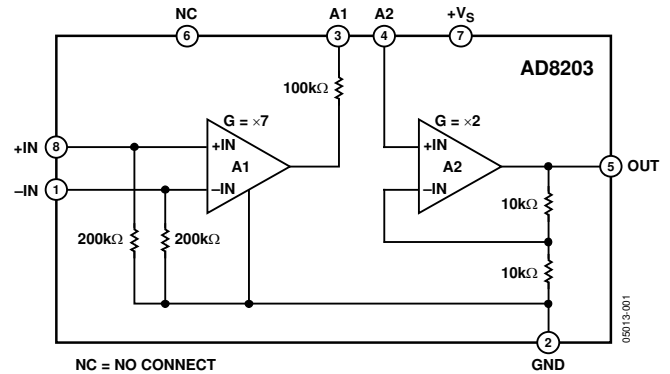 NC A1 A2 +VS
6 3 4 7
AD8203
100kΩ
G = ×7 G = ×2
+IN 8 +IN +IN
A1 A2 5 OUT
–IN 1 –IN –IN
10kΩ
200kΩ 200kΩ
10kΩ
05013-001
2
NC = NO CONNECT GND